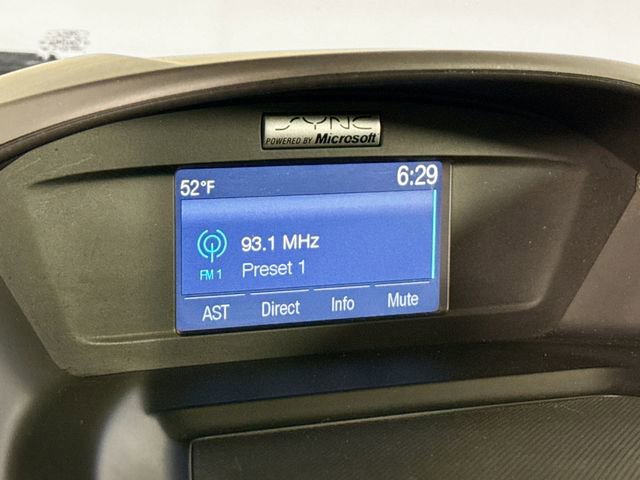 SYNC
POWERED BY Microsoft
52°F 6:29
93.1 MHz
FM 1 Preset 1
AST Direct Info Mute